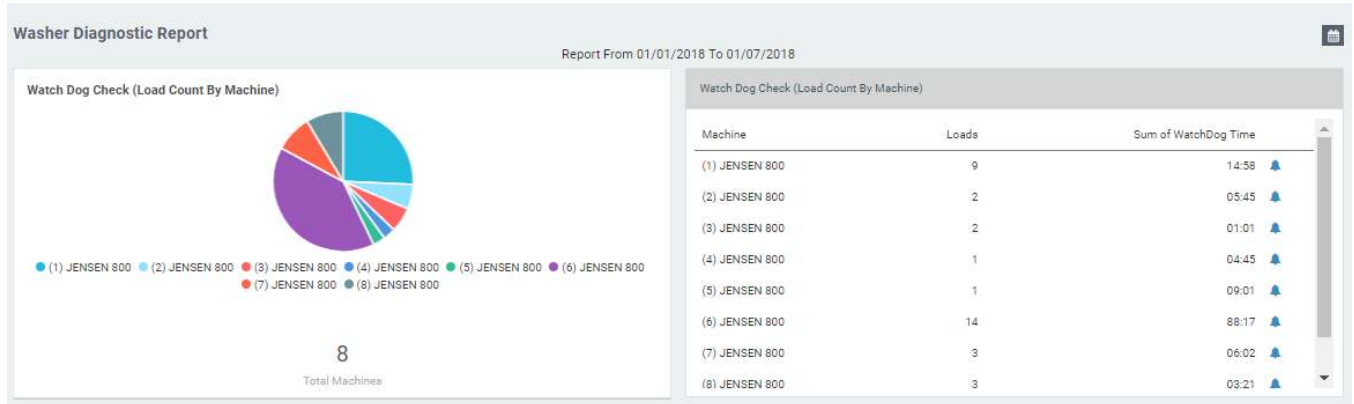 Washer Diagnostic Report
Report From 01/01/2018 To 01/07/2018
Watch Dog Check (Load Count By Machine)
(1) JENSEN 800 (2) JENSEN 800 (3) JENSEN 800 (4) JENSEN 800 (5) JENSEN 800 (6) JENSEN 800
(7) JENSEN 800 (8) JENSEN 800
8
Total Machines
Watch Dog Check (Load Count By Machine)
Machine Loads Sum of WatchDog Time
(1) JENSEN 800 9 14:58
(2) JENSEN 800 2 05:45
(3) JENSEN 800 2 01:01
(4) JENSEN 800 1 04:45
(5) JENSEN 800 1 09:01
(6) JENSEN 800 14 88:17
(7) JENSEN 800 3 06:02
(8) JENSEN 800 3 03:21